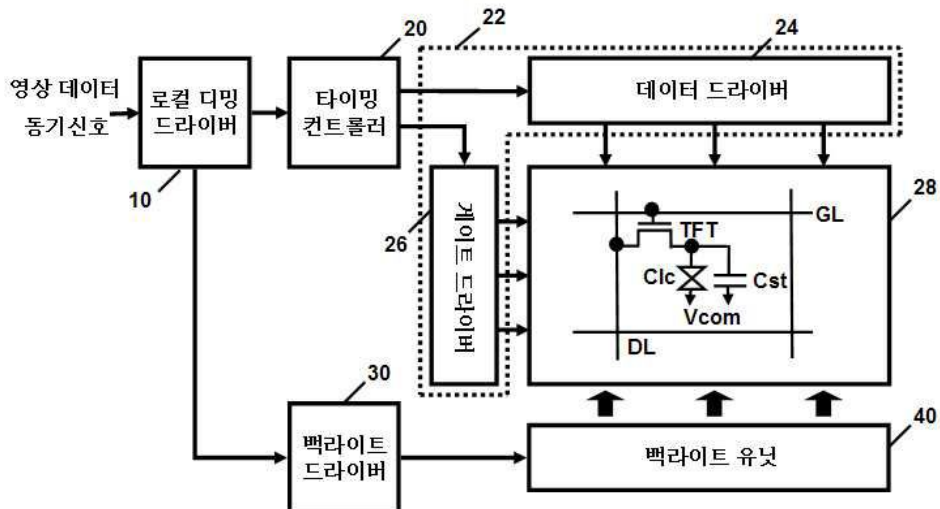 20
22
24
영상 데이터
동기신호
로컬 디밍
드라이버
타이밍
컨트롤러
데이터 드라이버
10
26
게이트 드라이버
28
GL
TFT
Clc
Cst
Vcom
DL
30
백라이트
드라이버
40
백라이트 유닛